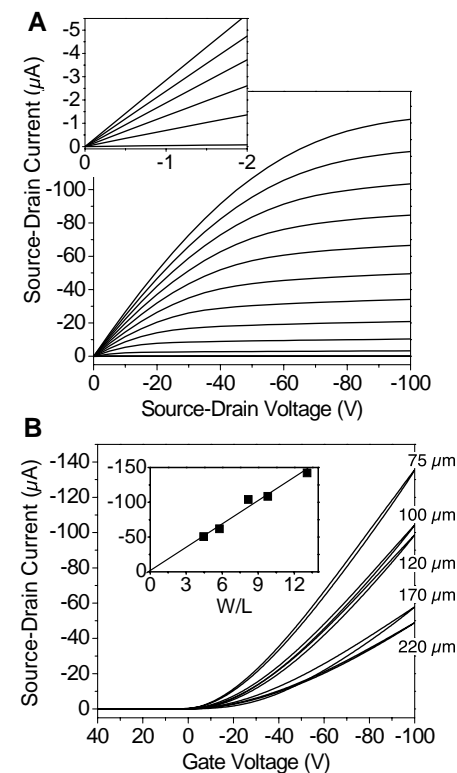 A
-5
-4
-3
-2
-1
0
0 -1 -2
-100
-80
-60
-40
-20
0
0 -20 -40 -60 -80 -100
Source-Drain Current (µA)
Source-Drain Voltage (V)
B
-140
-120
-100
-80
-60
-40
-20
0
40 20 0 -20 -40 -60 -80 -100
Source-Drain Current (µA)
Gate Voltage (V)
-150
-100
-50
0
0 3 6 9 12
W/L
75 µm
100 µm
120 µm
170 µm
220 µm